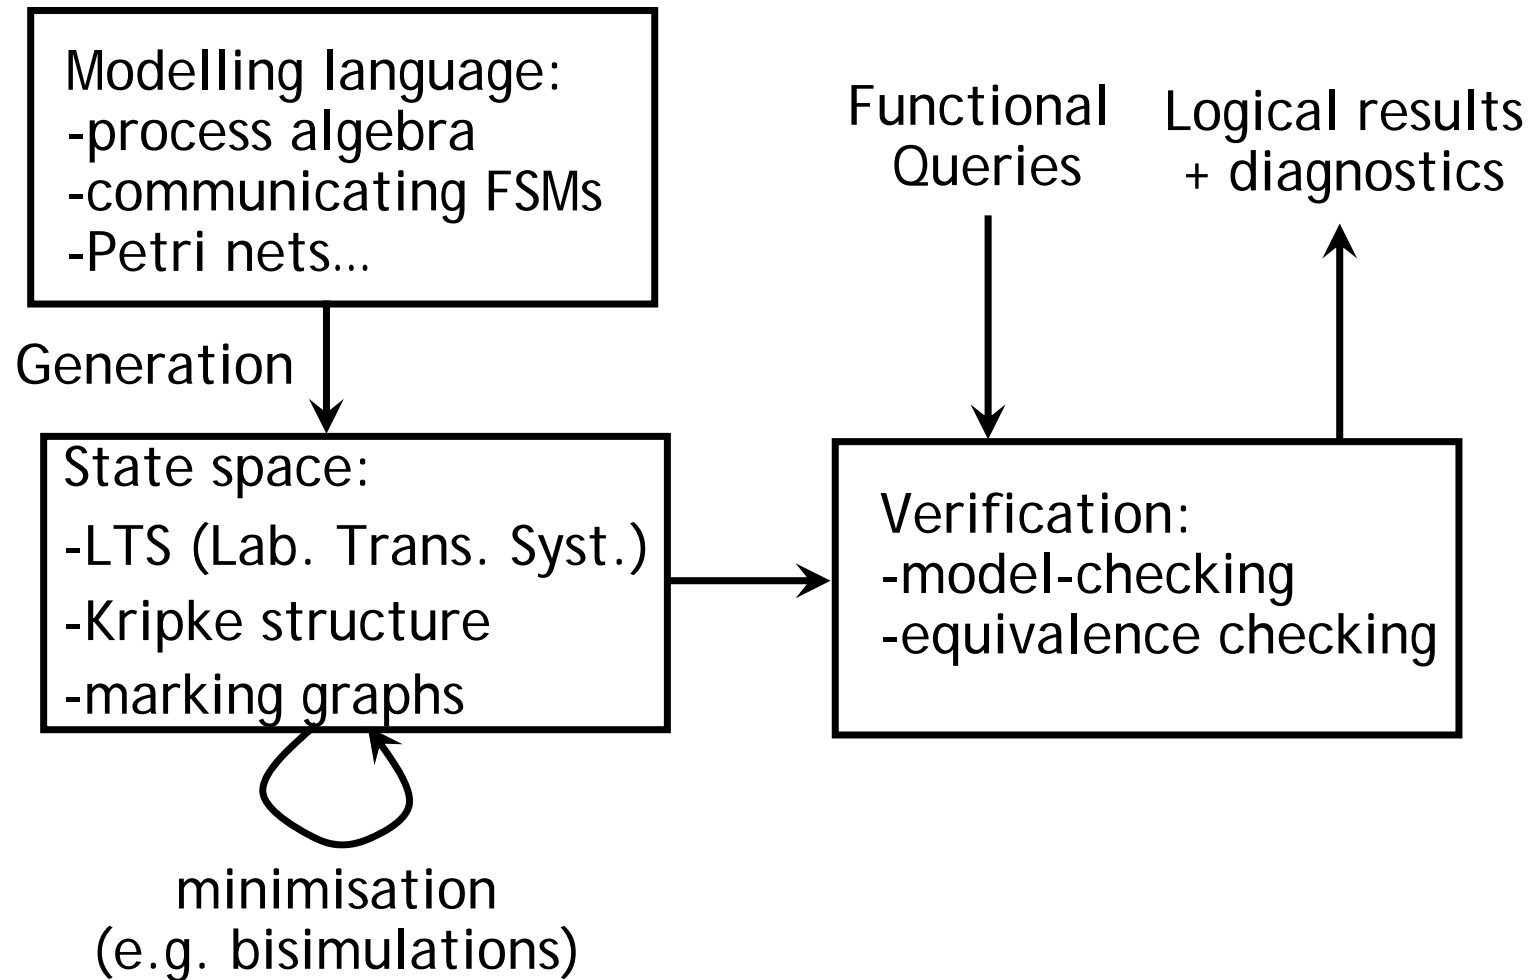 Modelling language:
-process algebra
-communicating FSMs
-Petri nets...
Functional
Queries
Logical results
+ diagnostics
Generation
State space:
-LTS (Lab. Trans. Syst.)
-Kripke structure
-marking graphs
Verification:
-model-checking
-equivalence checking
minimisation
(e.g. bisimulations)